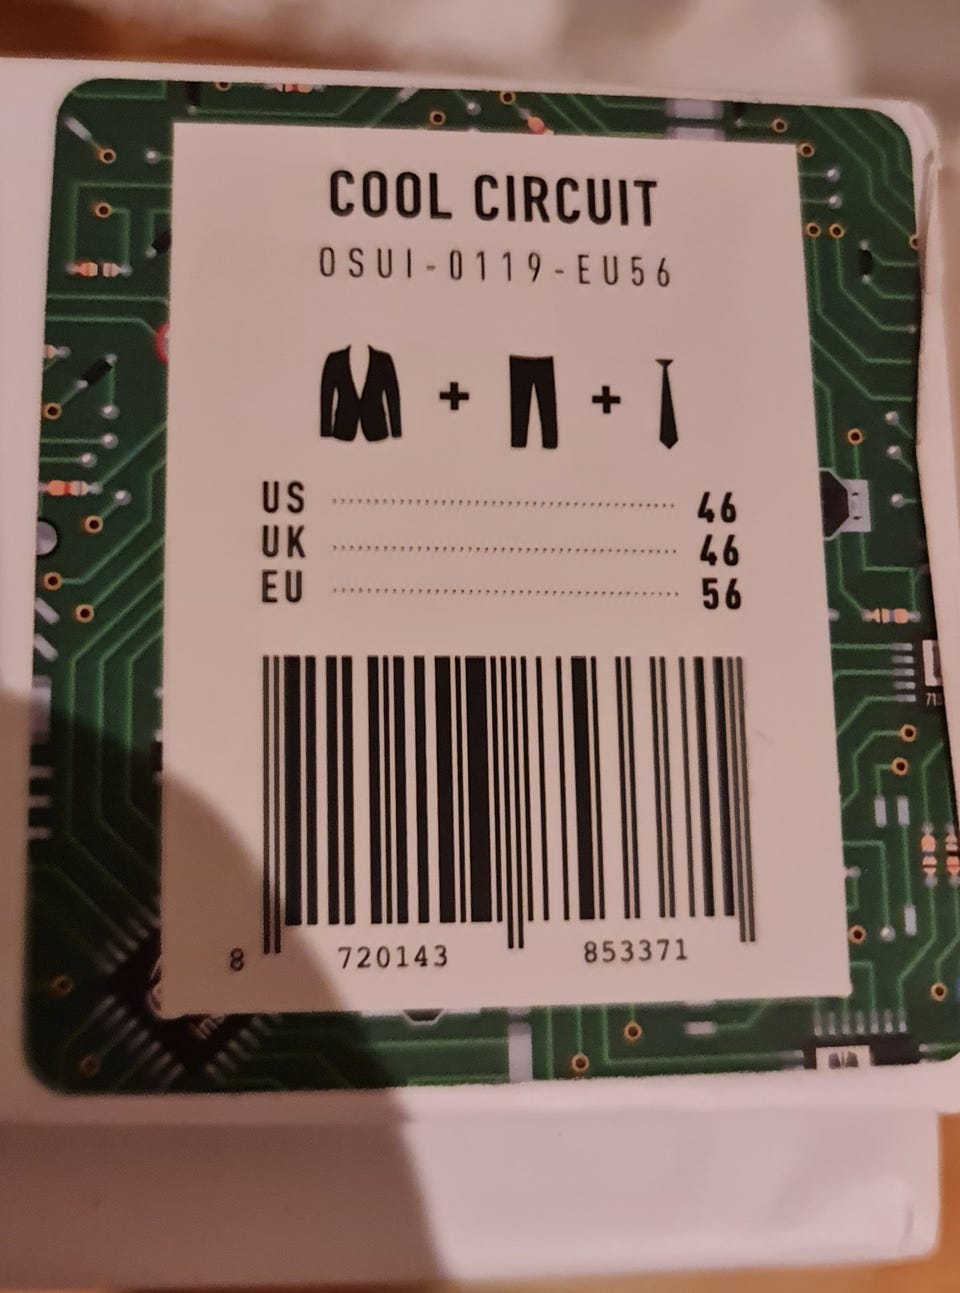 COOL CIRCUIT
OSUI-0119-EU56
+ +
US 46
UK 46
EU 56
8 720143 853371